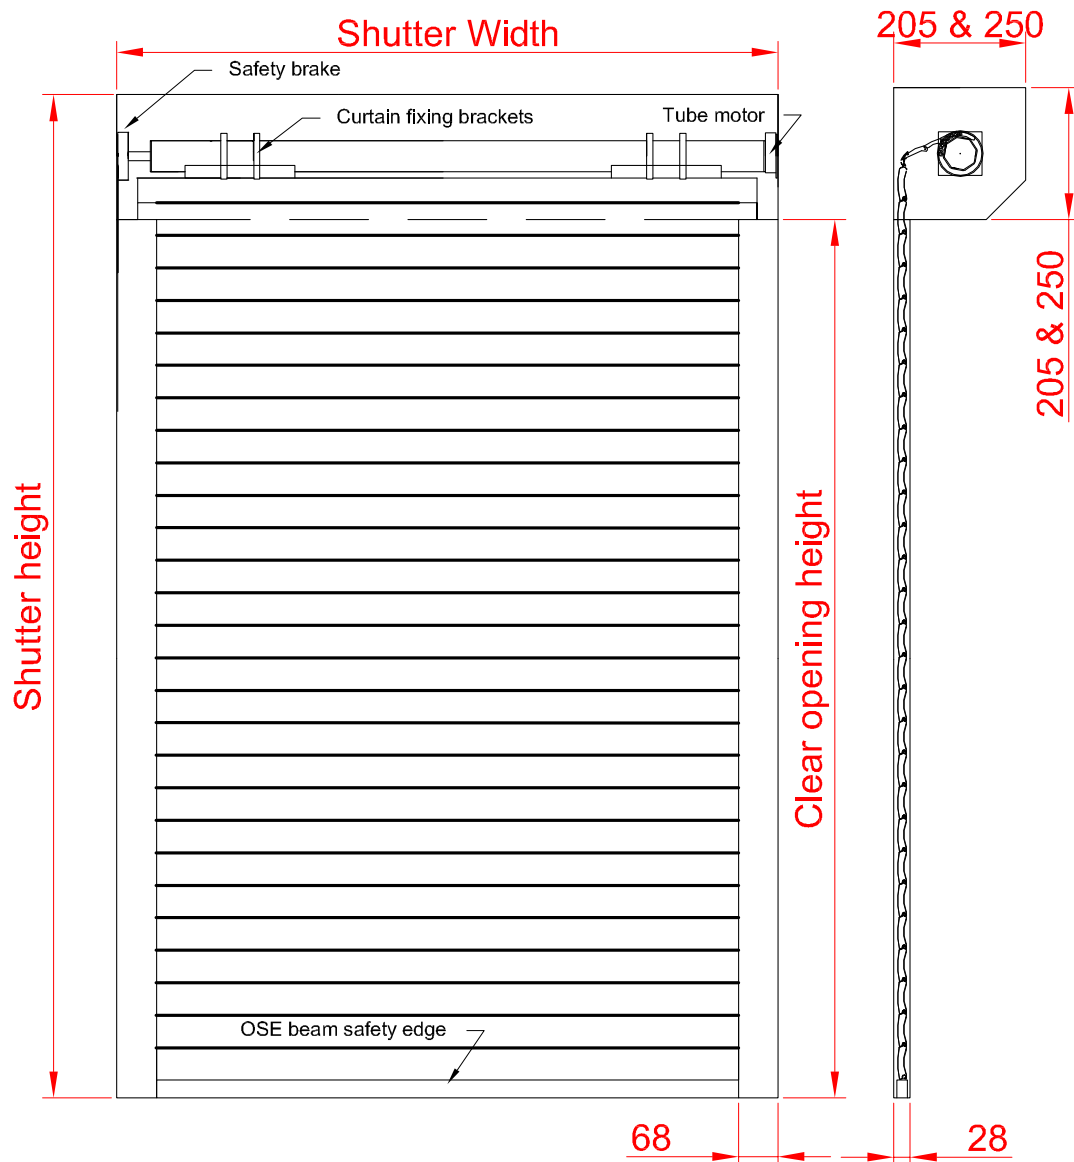 205 & 250
Shutter Width
Safety brake
Curtain fixing brackets
Tube motor
205 & 250
Shutter height
Clear opening height
OSE beam safety edge
68
28